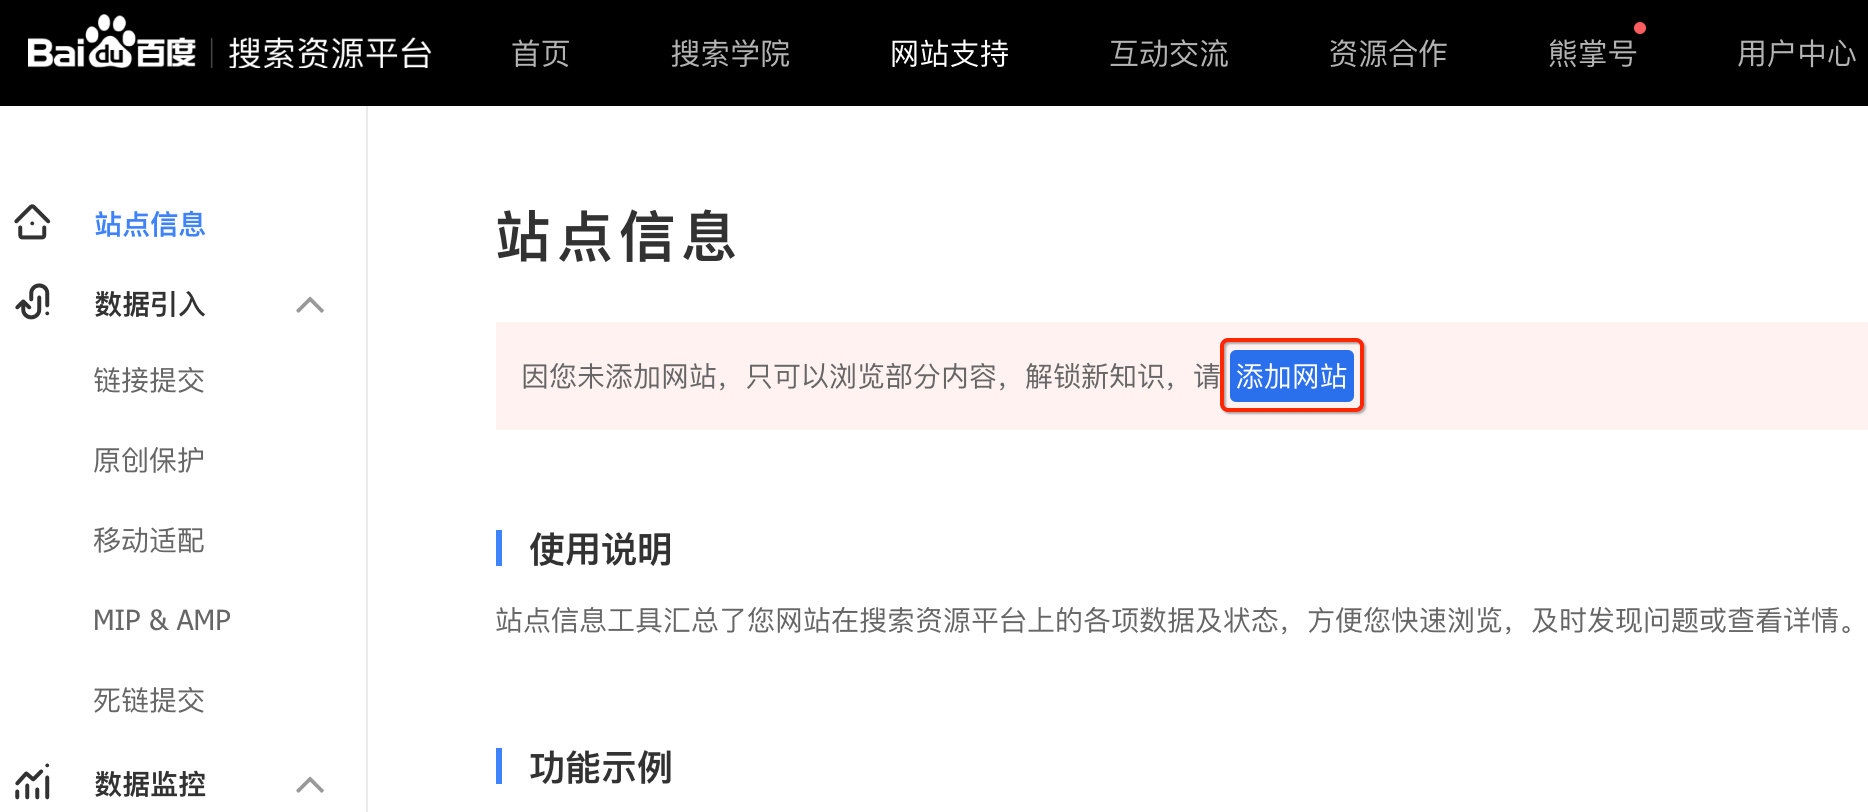 Bai du 百度 搜索资源平台 首页 搜索学院 网站支持 互动交流 资源合作 熊掌号 用户中心
站点信息
数据引入
链接提交
原创保护
移动适配
MIP & AMP
死链提交
数据监控
站点信息
因您未添加网站，只可以浏览部分内容，解锁新知识，请 添加网站
使用说明
站点信息工具汇总了您网站在搜索资源平台上的各项数据及状态，方便您快速浏览，及时发现问题或查看详情。
功能示例